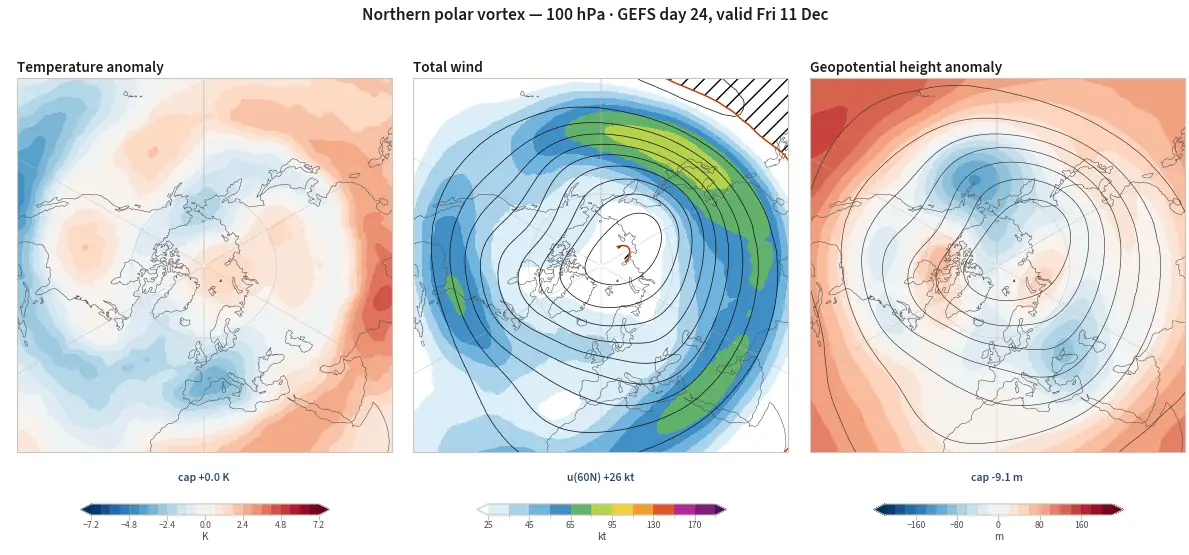 Northern polar vortex — 100 hPa · GEFS day 24, valid Fri 11 Dec
Temperature anomaly
Total wind
Geopotential height anomaly
cap +0.0 K
u(60N) +26 kt
cap -9.1 m
−7.2 −4.8 −2.4 0.0 2.4 4.8 7.2
K
25 45 65 95 130 170
kt
−160 −80 0 80 160
m